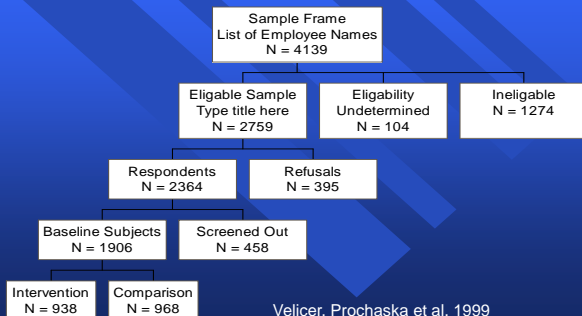 Sample Frame
List of Employee Names
N = 4139
Eligable Sample
Type title here
N = 2759
Eligability
Undetermined
N = 104
Ineligable
N = 1274
Respondents
N = 2364
Refusals
N = 395
Baseline Subjects
N = 1906
Screened Out
N = 458
Intervention
N = 938
Comparison
N = 968
Velicer, Prochaska et al, 1999